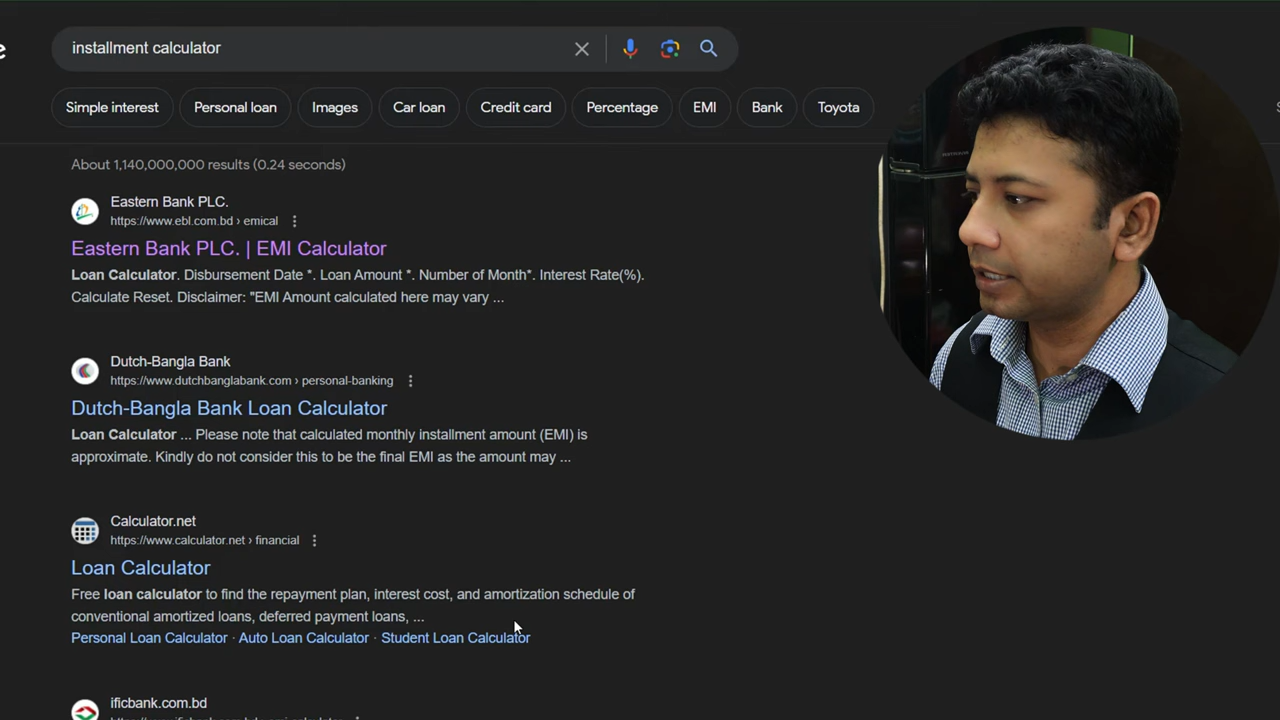 e
installment calculator
Simple interest
Personal loan
Images
Car loan
Credit card
Percentage
EMI
Bank
Toyota
About 1,140,000,000 results (0.24 seconds)
Eastern Bank PLC.
https://www.ebl.com.bd › emical
Eastern Bank PLC. | EMI Calculator
Loan Calculator. Disbursement Date *. Loan Amount *. Number of Month*. Interest Rate(%).
Calculate Reset. Disclaimer: "EMI Amount calculated here may vary ...
Dutch-Bangla Bank
https://www.dutchbanglabank.com › personal-banking
Dutch-Bangla Bank Loan Calculator
Loan Calculator ... Please note that calculated monthly installment amount (EMI) is
approximate. Kindly do not consider this to be the final EMI as the amount may ...
Calculator.net
https://www.calculator.net › financial
Loan Calculator
Free loan calculator to find the repayment plan, interest cost, and amortization schedule of
conventional amortized loans, deferred payment loans, ...
Personal Loan Calculator · Auto Loan Calculator · Student Loan Calculator
ificbank.com.bd